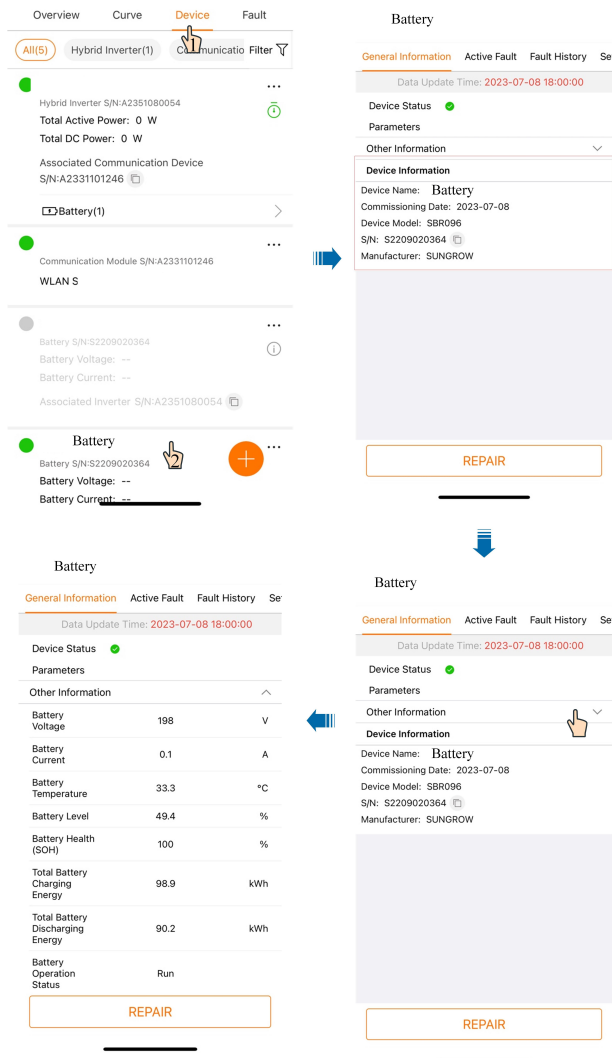 Overview Curve Device Fault
All(5) Hybrid Inverter(1) Communicatio Filter
1
Hybrid Inverter S/N:A2351080054
Total Active Power: 0 W
Total DC Power: 0 W
Associated Communication Device
S/N:A2331101246
Battery(1)
Communication Module S/N:A2331101246
WLAN S
Battery S/N:S2209020364
Battery Voltage: --
Battery Current: --
Associated Inverter S/N:A2351080054
Battery
2
Battery S/N:S2209020364
Battery Voltage: --
Battery Current: --
Battery
General Information Active Fault Fault History Se
Data Update Time: 2023-07-08 18:00:00
Device Status
Parameters
Other Information
Device Information
Device Name: Battery
Commissioning Date: 2023-07-08
Device Model: SBR096
S/N: S2209020364
Manufacturer: SUNGROW
REPAIR
Battery
General Information Active Fault Fault History Se
Data Update Time: 2023-07-08 18:00:00
Device Status
Parameters
Other Information
Device Information
Device Name: Battery
Commissioning Date: 2023-07-08
Device Model: SBR096
S/N: S2209020364
Manufacturer: SUNGROW
REPAIR
Battery
General Information Active Fault Fault History Se
Data Update Time: 2023-07-08 18:00:00
Device Status
Parameters
Other Information
Battery
Voltage 198 V
Battery
Current 0.1 A
Battery
Temperature 33.3 °C
Battery Level 49.4 %
Battery Health
(SOH) 100 %
Total Battery
Charging 98.9 kWh
Energy
Total Battery
Discharging 90.2 kWh
Energy
Battery
Operation Run
Status
REPAIR